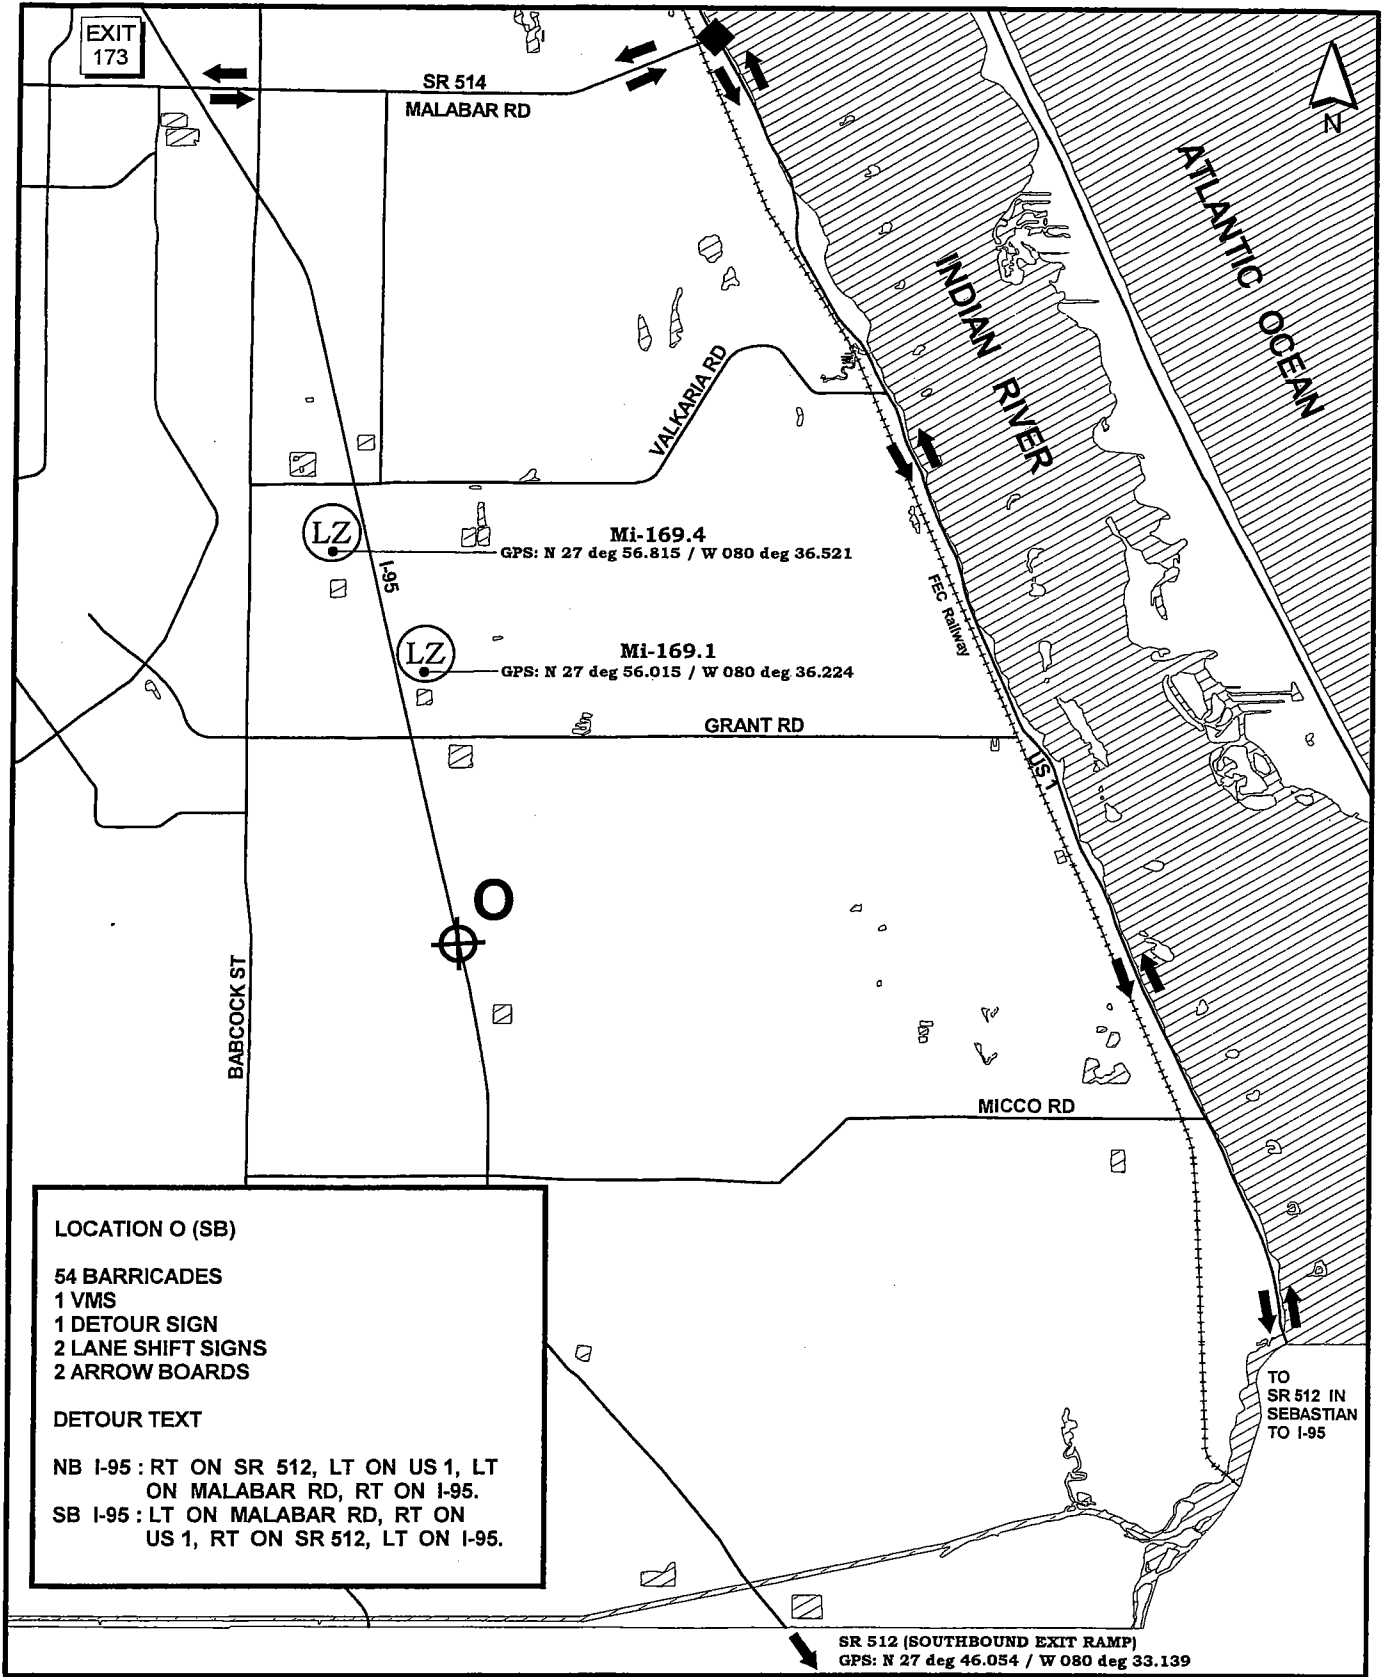 EXIT
173
SR 514
MALABAR RD
N
ATLANTIC OCEAN
INDIAN RIVER
VALKARIA RD
LZ
Mi-169.4
GPS: N 27 deg 56.815 / W 080 deg 36.521
I-95
FEC Railway
LZ
Mi-169.1
GPS: N 27 deg 56.015 / W 080 deg 36.224
GRANT RD
US 1
O
BABCOCK ST
MICCO RD
LOCATION O (SB)
54 BARRICADES
1 VMS
1 DETOUR SIGN
2 LANE SHIFT SIGNS
2 ARROW BOARDS
DETOUR TEXT
NB I-95 : RT ON SR 512, LT ON US 1, LT
ON MALABAR RD, RT ON I-95.
SB I-95 : LT ON MALABAR RD, RT ON
US 1, RT ON SR 512, LT ON I-95.
TO
SR 512 IN
SEBASTIAN
TO I-95
SR 512 (SOUTHBOUND EXIT RAMP)
GPS: N 27 deg 46.054 / W 080 deg 33.139